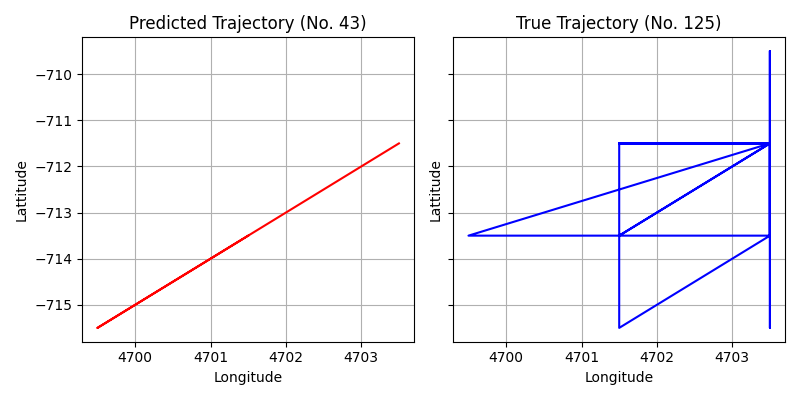 Predicted Trajectory (No. 43)
−710
−711
−712
−713
−714
−715
Lattitude
4700 4701 4702 4703
Longitude
True Trajectory (No. 125)
Lattitude
4700 4701 4702 4703
Longitude